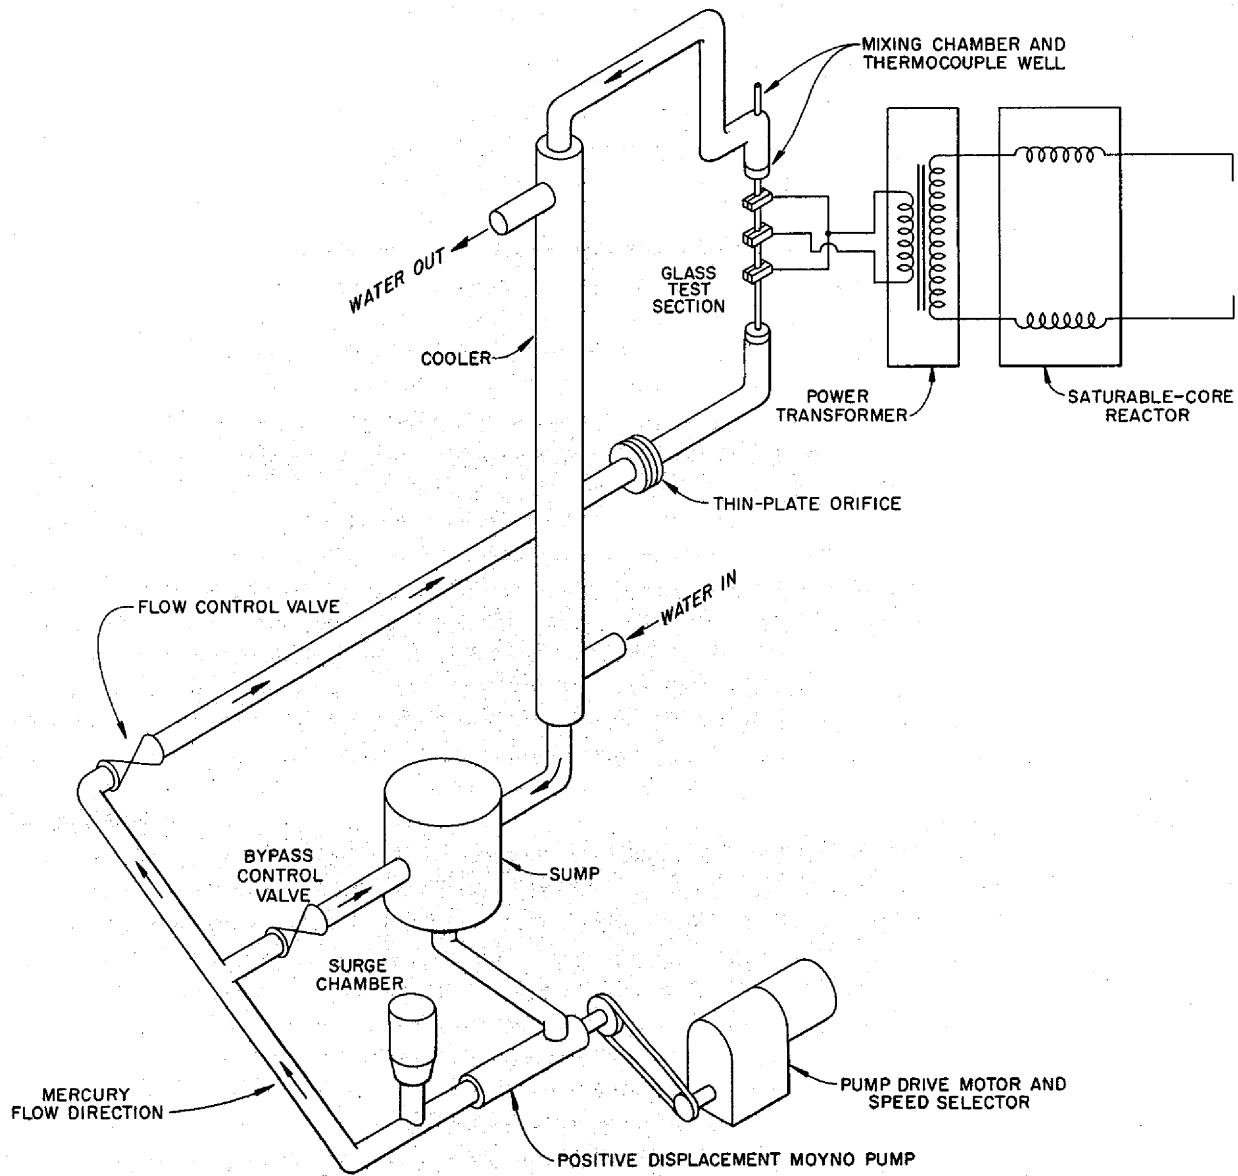 MIXING CHAMBER AND
THERMOCOUPLE WELL
WATER OUT
GLASS
TEST
SECTION
COOLER
POWER
TRANSFORMER
SATURABLE-CORE
REACTOR
THIN-PLATE ORIFICE
FLOW CONTROL VALVE
WATER IN
BYPASS
CONTROL
VALVE
SUMP
SURGE
CHAMBER
MERCURY
FLOW DIRECTION
PUMP DRIVE MOTOR AND
SPEED SELECTOR
POSITIVE DISPLACEMENT MOYNO PUMP